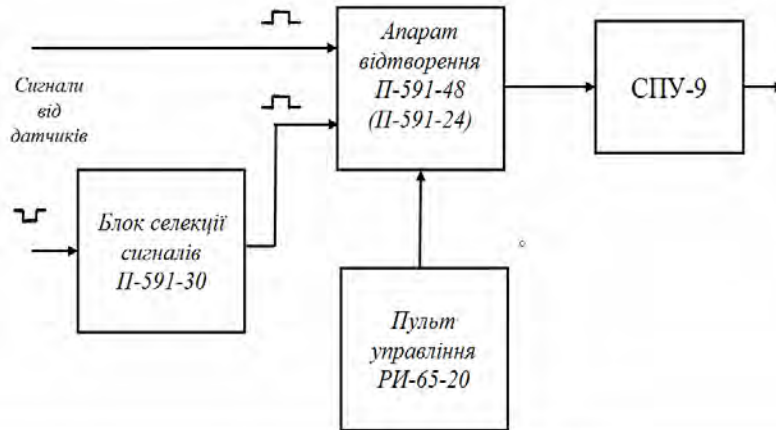 Сигнали
від
датчиків
Апарат
відтворення
П-591-48
(П-591-24)
СПУ-9
Блок селекції
сигналів
П-591-30
Пульт
управління
РИ-65-20